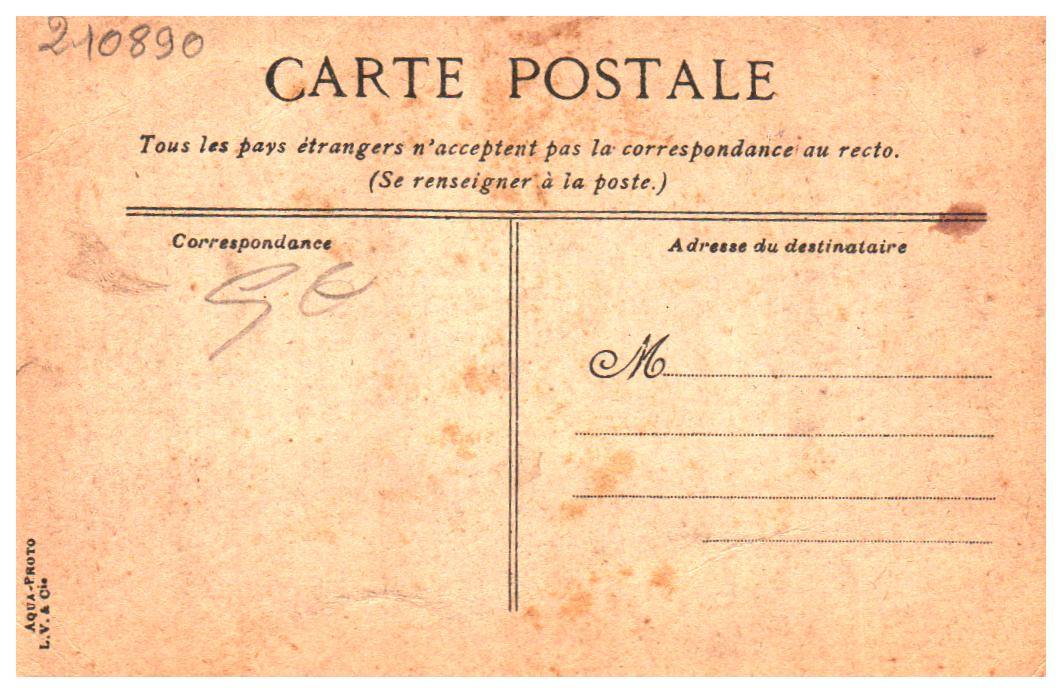 210890
CARTE POSTALE
Tous les pays étrangers n'acceptent pas la correspondance au recto.
(Se renseigner à la poste.)
Correspondance
Adresse du destinataire
5€
M
AQUA-PHOTO
L.V. & Cie